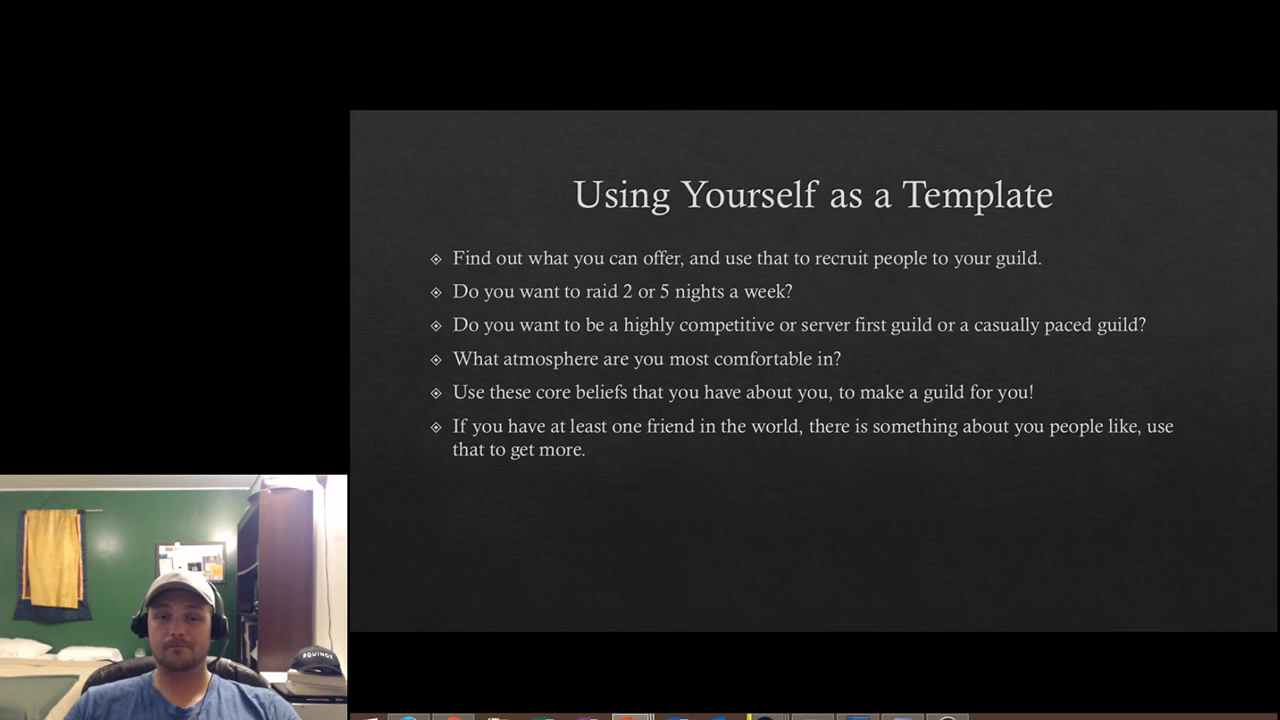 Using Yourself as a Template
Find out what you can offer, and use that to recruit people to your guild.
Do you want to raid 2 or 5 nights a week?
Do you want to be a highly competitive or server first guild or a casually paced guild?
What atmosphere are you most comfortable in?
Use these core beliefs that you have about you, to make a guild for you!
If you have at least one friend in the world, there is something about you people like, use
that to get more.
EQUINOX